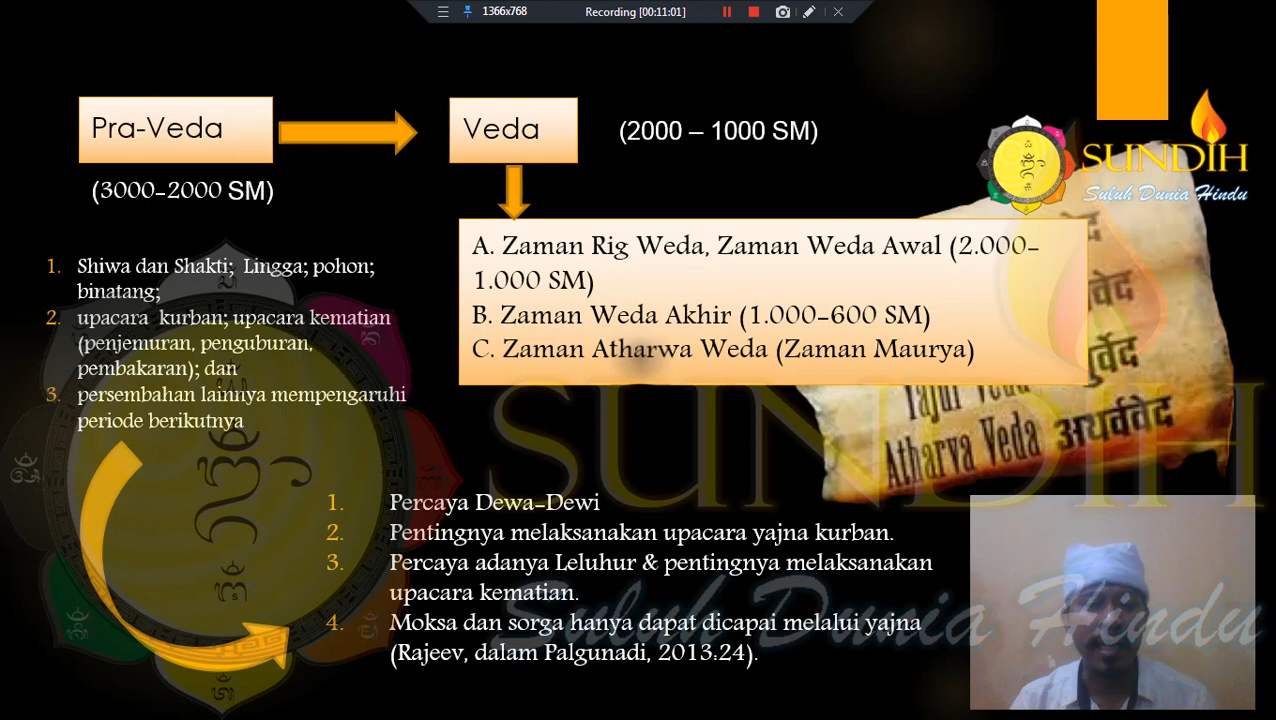 1366x768
Recording [00:11:01]
Pra-Veda
Veda
(2000 – 1000 SM)
(3000-2000 SM)
SUNDIH
Suluh Dunia Hindu
A. Zaman Rig Weda, Zaman Weda Awal (2.000-
1.000 SM)
B. Zaman Weda Akhir (1.000-600 SM)
C. Zaman Atharwa Weda (Zaman Maurya)
1. Shiwa dan Shakti; Lingga; pohon;
binatang;
2. upacara kurban; upacara kematian
(penjemuran, penguburan,
pembakaran); dan
3. persembahan lainnya mempengaruhi
periode berikutnya
Yajur Veda
Atharva Veda अथर्ववेद
SUNDIH
Suluh Dunia Hindu
1. Percaya Dewa-Dewi
2. Pentingnya melaksanakan upacara yajna kurban.
3. Percaya adanya Leluhur & pentingnya melaksanakan
upacara kematian.
4. Moksa dan sorga hanya dapat dicapai melalui yajna
(Rajeev, dalam Palgunadi, 2013:24).